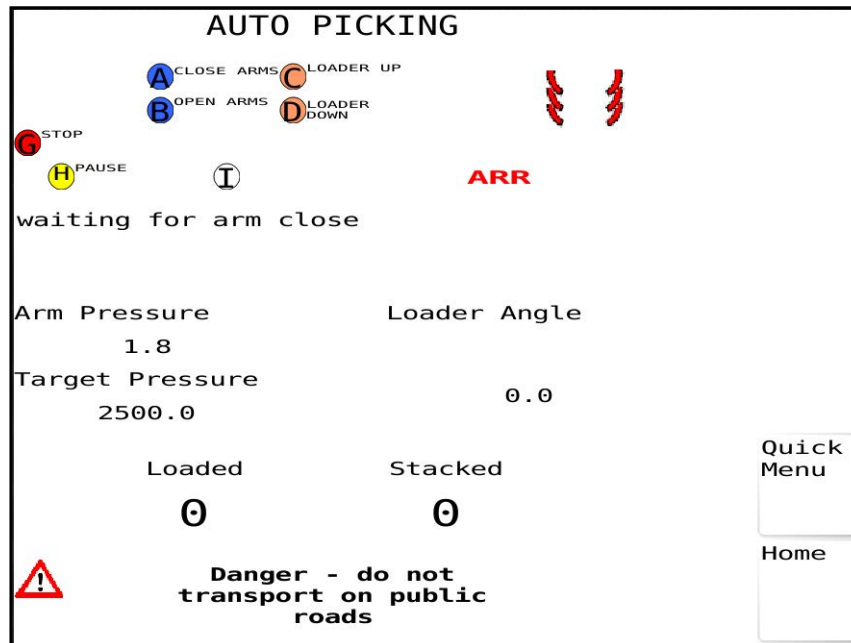 AUTO PICKING
A CLOSE ARMS C LOADER UP
B OPEN ARMS D LOADER DOWN
G STOP
H PAUSE I ARR
waiting for arm close
Arm Pressure Loader Angle
1.8
Target Pressure
0.0
2500.0
Quick
Menu
Loaded Stacked
0 0
Home
Danger - do not
transport on public
roads